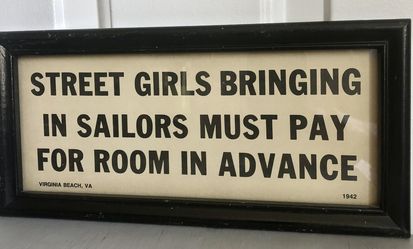 STREET GIRLS BRINGING
IN SAILORS MUST PAY
FOR ROOM IN ADVANCE
VIRGINIA BEACH, VA 1942